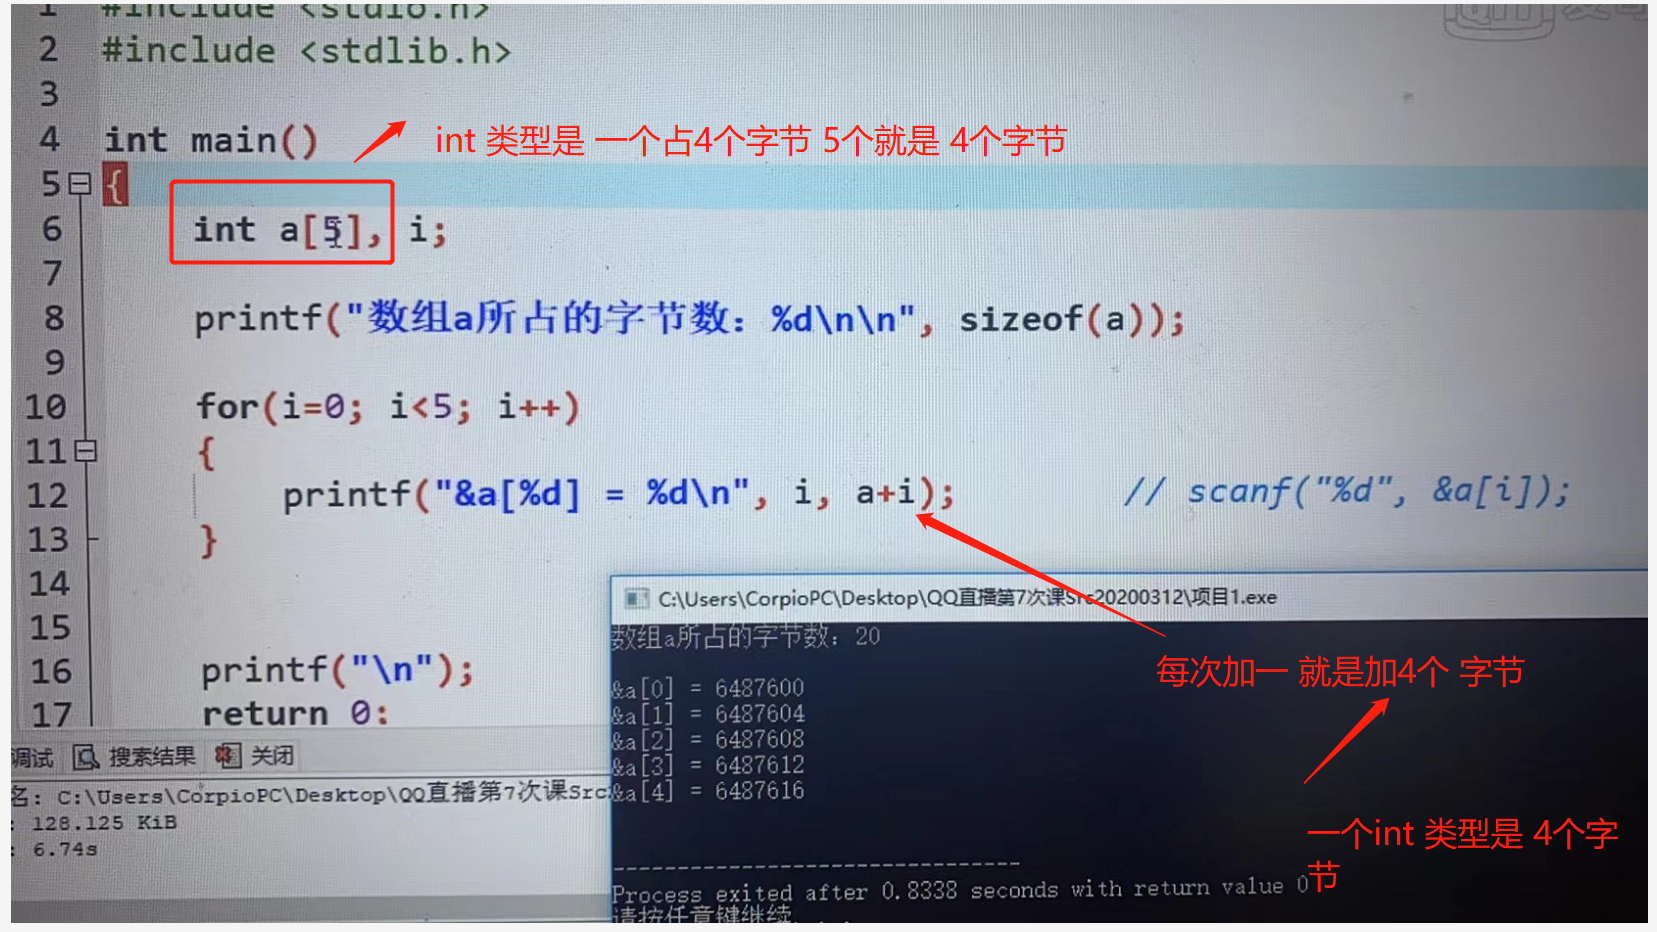 1 #include <stdio.h>
2 #include <stdlib.h>
3
4 int main()
int 类型是 一个占4个字节 5个就是 4个字节
5 {
6 int a[5], i;
7
8 printf("数组a所占的字节数：%d\n\n", sizeof(a));
9
10 for(i=0; i<5; i++)
11 {
12 printf("&a[%d] = %d\n", i, a+i); // scanf("%d", &a[i]);
13 }
14
15
16 printf("\n");
17 return 0;
C:\Users\CorpioPC\Desktop\QQ直播第7次课Src20200312\项目1.exe
数组a所占的字节数：20
&a[0] = 6487600
&a[1] = 6487604
&a[2] = 6487608
&a[3] = 6487612
&a[4] = 6487616
Process exited after 0.8338 seconds with return value 0
请按任意键继续. . .
每次加一 就是加4个 字节
一个int 类型是 4个字
节
调试 搜索结果 关闭
名: C:\Users\CorpioPC\Desktop\QQ直播第7次课Src
: 128.125 KiB
: 6.74s